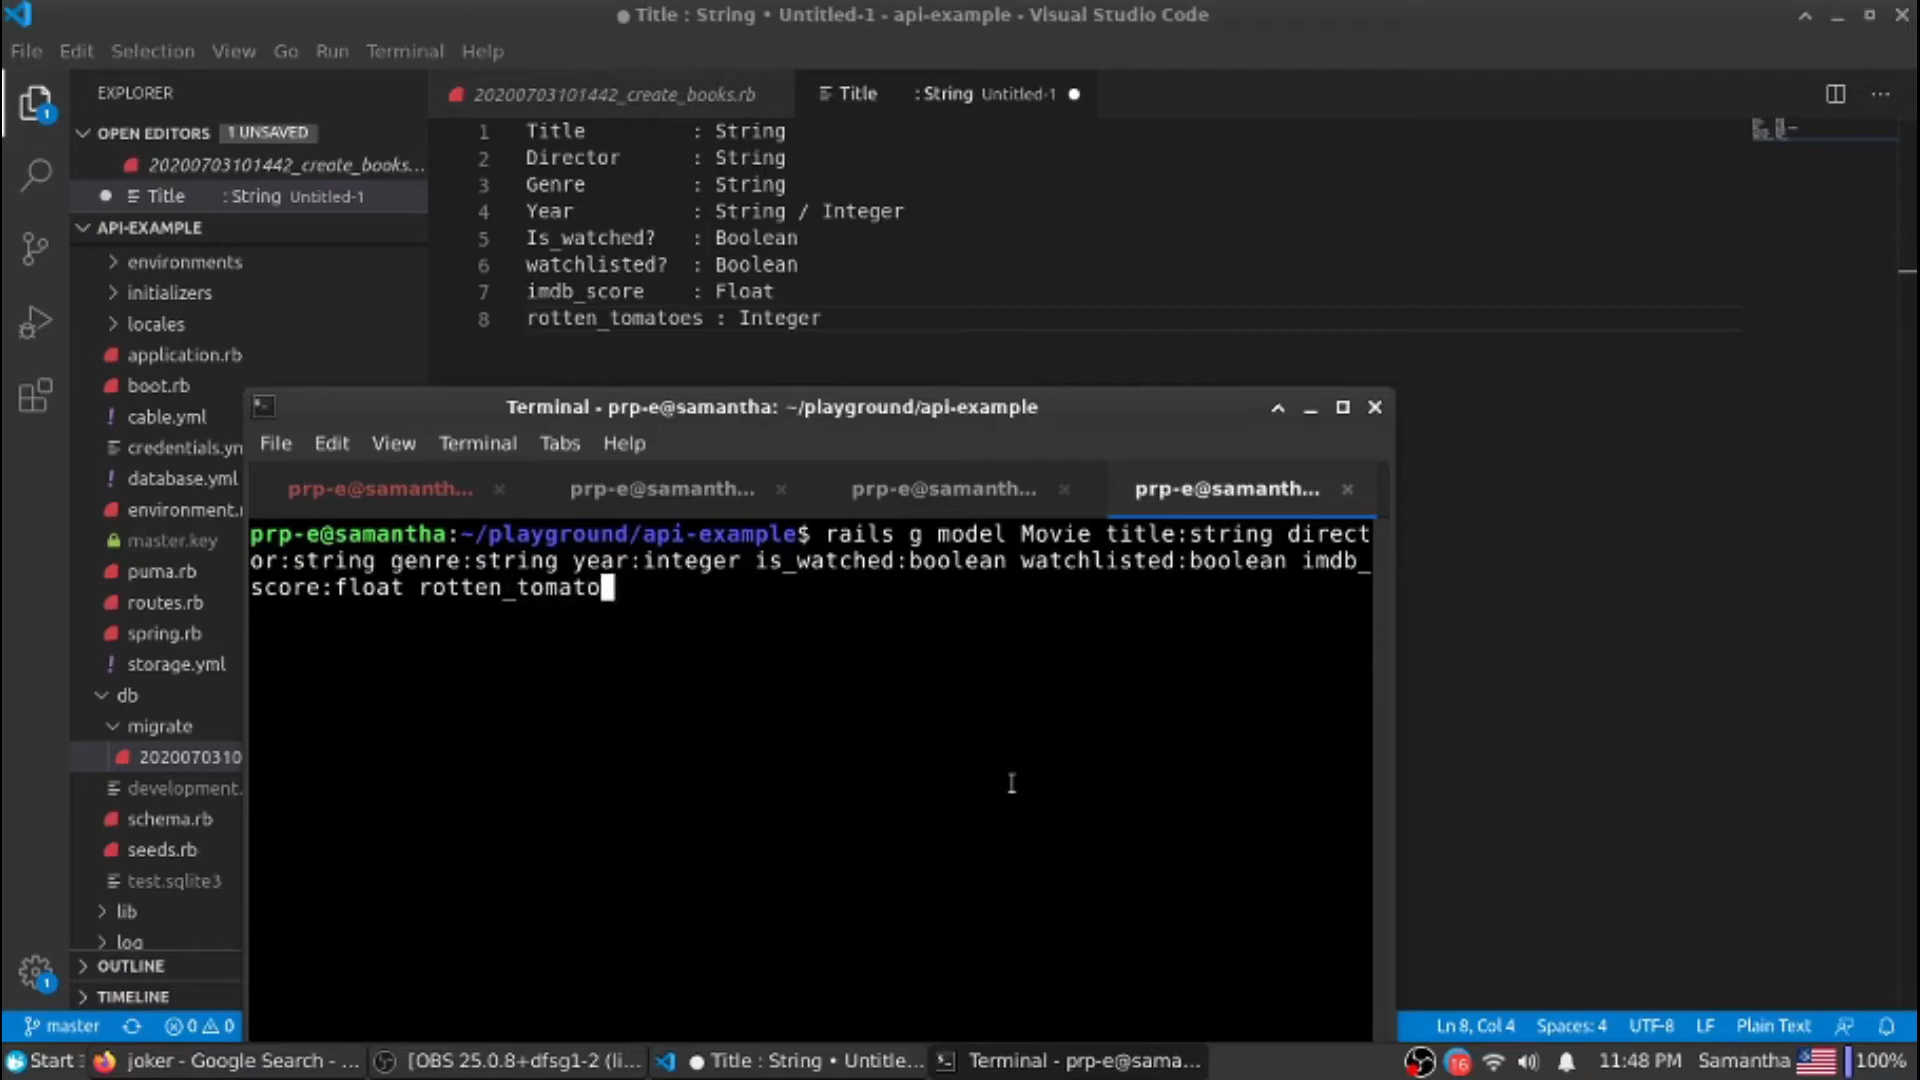 ● Title : String • Untitled-1 - api-example - Visual Studio Code
File Edit Selection View Go Run Terminal Help
EXPLORER
OPEN EDITORS 1 UNSAVED
20200703101442_create_books...
Title : String Untitled-1
API-EXAMPLE
environments
initializers
locales
application.rb
boot.rb
cable.yml
credentials.yn
database.yml
environment.
master.key
puma.rb
routes.rb
spring.rb
storage.yml
db
migrate
2020070310
development.
schema.rb
seeds.rb
test.sqlite3
lib
log
OUTLINE
TIMELINE
20200703101442_create_books.rb
Title : String Untitled-1
1 Title : String
2 Director : String
3 Genre : String
4 Year : String / Integer
5 Is_watched? : Boolean
6 watchlisted? : Boolean
7 imdb_score : Float
8 rotten_tomatoes : Integer
Terminal - prp-e@samantha: ~/playground/api-example
File Edit View Terminal Tabs Help
prp-e@samanth... prp-e@samanth... prp-e@samanth... prp-e@samanth...
prp-e@samantha:~/playground/api-example$ rails g model Movie title:string direct
or:string genre:string year:integer is_watched:boolean watchlisted:boolean imdb_
score:float rotten_tomato
master 0 0
Ln 8, Col 4 Spaces: 4 UTF-8 LF Plain Text
Start joker - Google Search - ... [OBS 25.0.8+dfsg1-2 (li... ● Title : String • Untitle... Terminal - prp-e@sama... 16 11:48 PM Samantha 100%